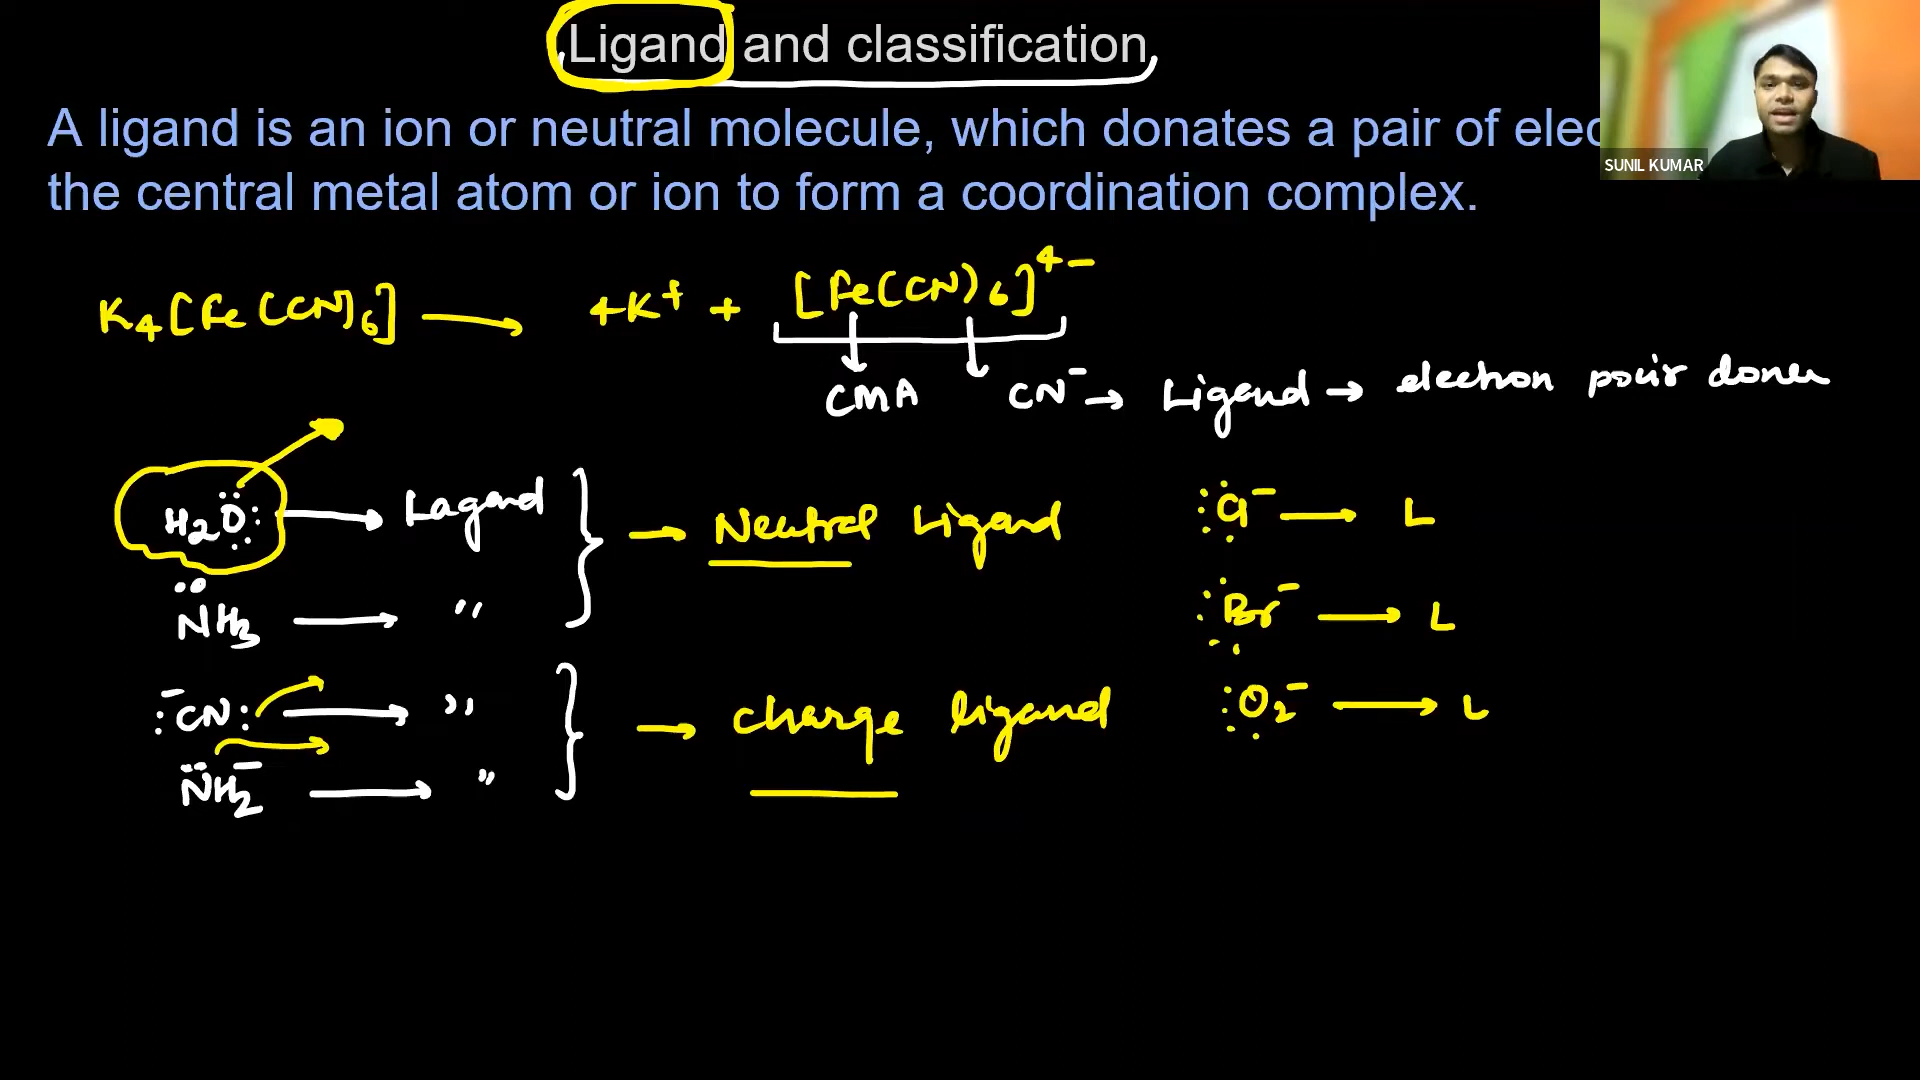 Ligand and classification
A ligand is an ion or neutral molecule, which donates a pair of elec
SUNIL KUMAR
the central metal atom or ion to form a coordination complex.
K₄[Fe(CN)₆] → 4K⁺ + [Fe(CN)₆]⁴⁻
CMA CN⁻ → Ligand → electron pair doner
H₂O → Lagand
→ Neutral Ligand
NH₃ → "
⁻CN → "
→ charge ligand
NH₂⁻ → "
Cl⁻ → L
Br⁻ → L
O₂⁻ → L